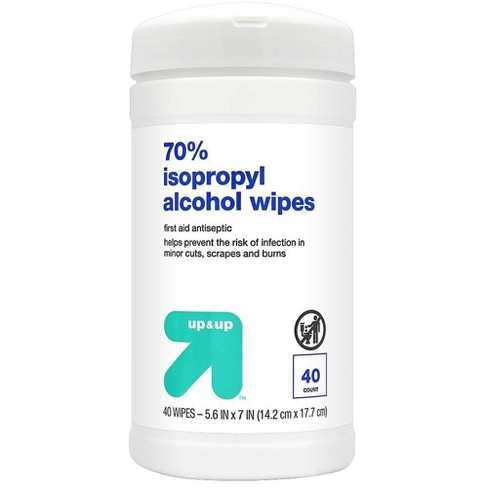 70%
isopropyl
alcohol wipes
first aid antiseptic
helps prevent the risk of infection in
minor cuts, scrapes and burns
up&up
TM
40
COUNT
40 WIPES – 5.6 IN x 7 IN (14.2 cm x 17.7 cm)